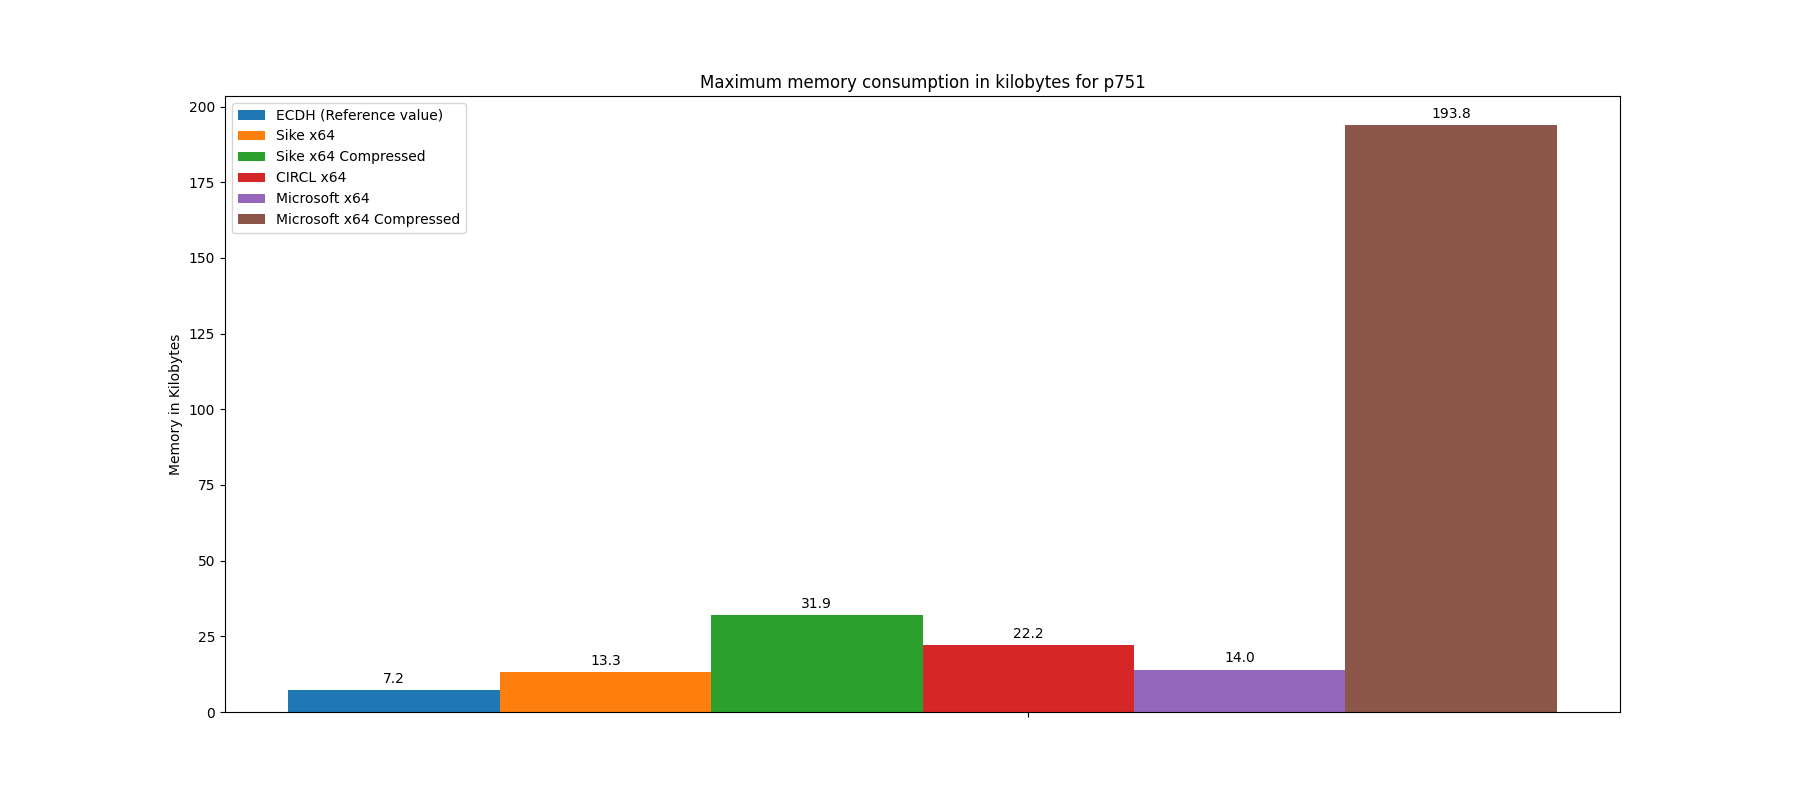 Maximum memory consumption in kilobytes for p751
ECDH (Reference value)
Sike x64
Sike x64 Compressed
CIRCL x64
Microsoft x64
Microsoft x64 Compressed
Memory in Kilobytes
200
175
150
125
100
75
50
25
0
7.2
13.3
31.9
22.2
14.0
193.8